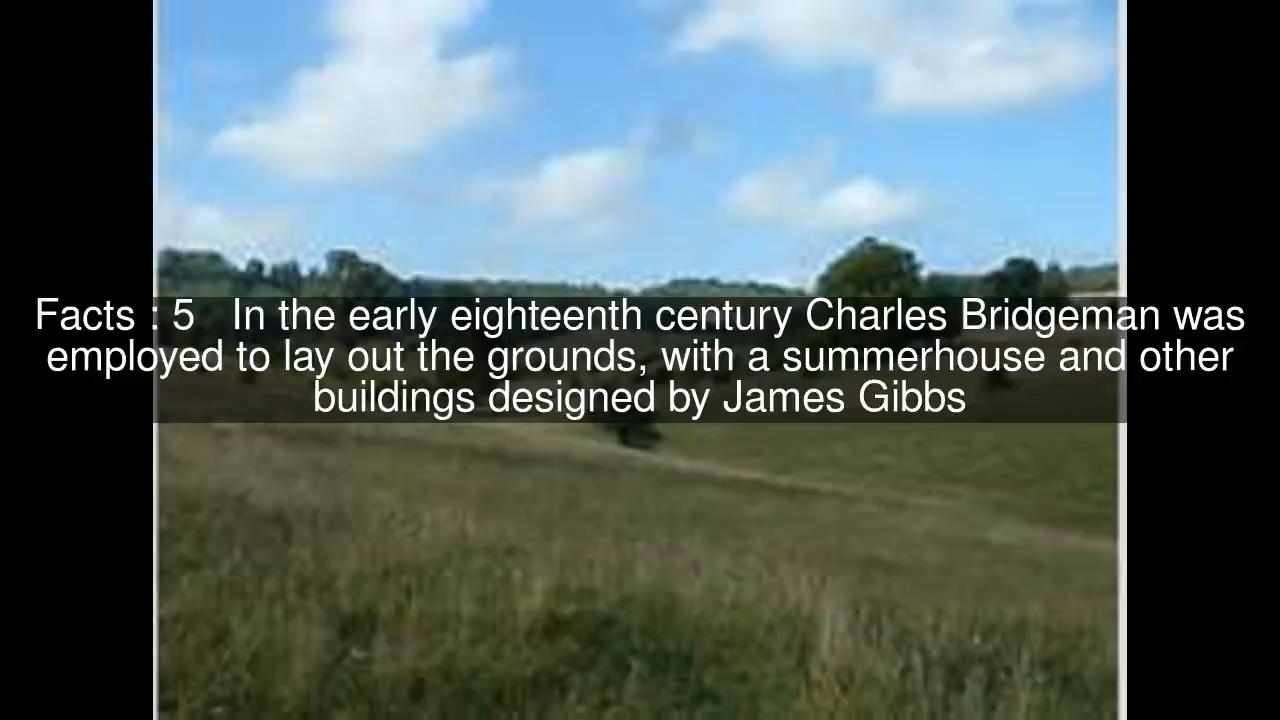 Facts : 5 In the early eighteenth century Charles Bridgeman was
employed to lay out the grounds, with a summerhouse and other
buildings designed by James Gibbs